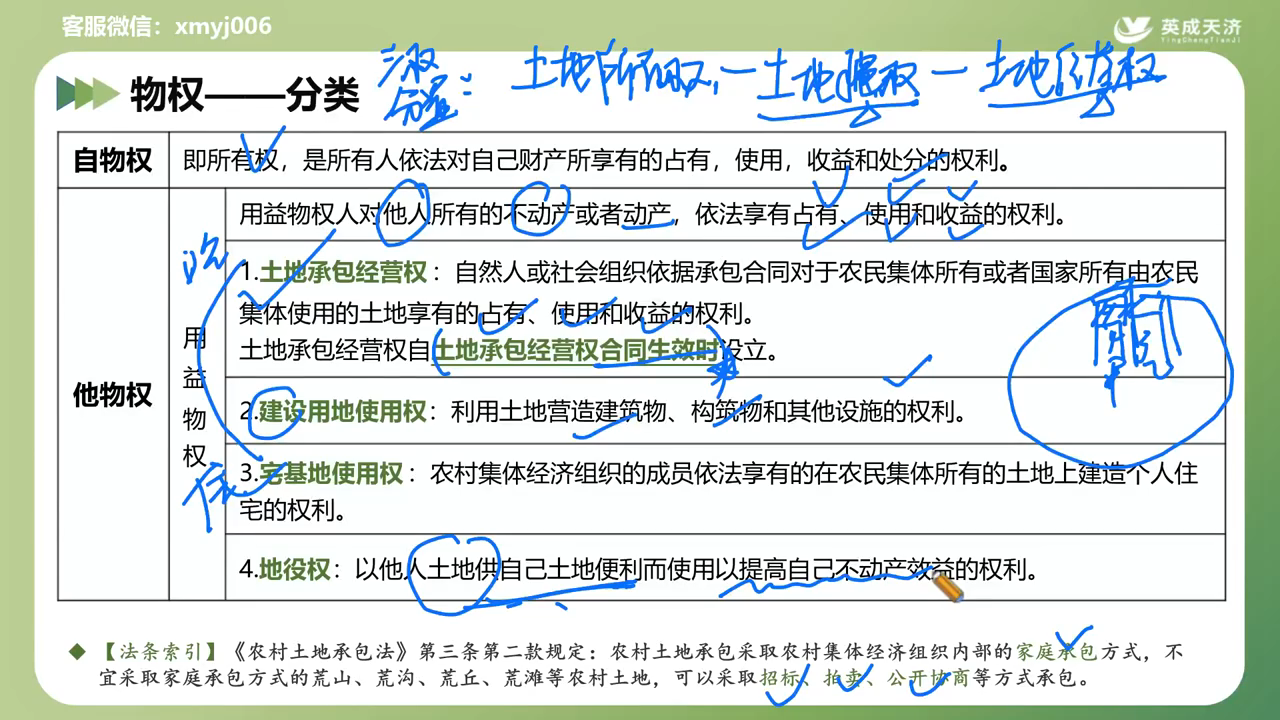 客服微信：xmyj006
英成天济
YingChengTianJi
物权——分类
三权
分置：
土地所有权，—土地承包权—土地经营权
自物权
即所有权，是所有人依法对自己财产所享有的占有，使用，收益和处分的权利。
他物权
用益物权
用益物权人对他人所有的不动产或者动产，依法享有占有、使用和收益的权利。
1.土地承包经营权：自然人或社会组织依据承包合同对于农民集体所有或者国家所有由农民
集体使用的土地享有的占有、使用和收益的权利。
土地承包经营权自土地承包经营权合同生效时设立。
2.建设用地使用权：利用土地营造建筑物、构筑物和其他设施的权利。
3.宅基地使用权：农村集体经济组织的成员依法享有的在农民集体所有的土地上建造个人住
宅的权利。
4.地役权：以他人土地供自己土地便利而使用以提高自己不动产效益的权利。
◆ 【法条索引】《农村土地承包法》第三条第二款规定：农村土地承包采取农村集体经济组织内部的家庭承包方式，不
宜采取家庭承包方式的荒山、荒沟、荒丘、荒滩等农村土地，可以采取招标、拍卖、公开协商等方式承包。